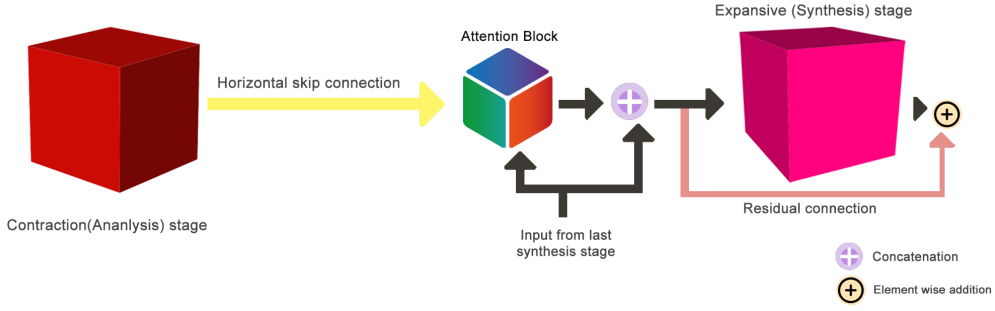 Expansive (Synthesis) stage
Attention Block
Horizontal skip connection
Contraction(Ananlysis) stage
Input from last
synthesis stage
Residual connection
Concatenation
Element wise addition